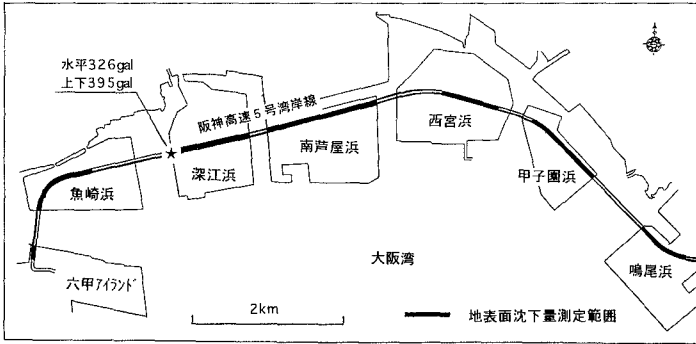 水平326gal
上下395gal
阪神高速5号湾岸線
西宮浜
南芦屋浜
甲子園浜
深江浜
魚崎浜
大阪湾
鳴尾浜
六甲アイランド
2km
地表面沈下量測定範囲